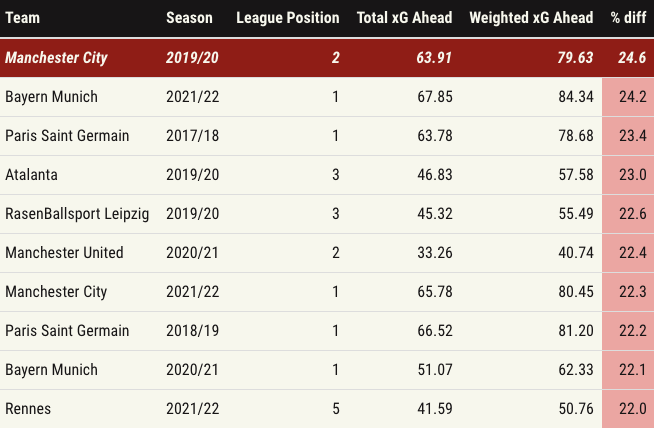 Team Season League Position Total xG Ahead Weighted xG Ahead % diff
Manchester City 2019/20 2 63.91 79.63 24.6
Bayern Munich 2021/22 1 67.85 84.34 24.2
Paris Saint Germain 2017/18 1 63.78 78.68 23.4
Atalanta 2019/20 3 46.83 57.58 23.0
RasenBallsport Leipzig 2019/20 3 45.32 55.49 22.6
Manchester United 2020/21 2 33.26 40.74 22.4
Manchester City 2021/22 1 65.78 80.45 22.3
Paris Saint Germain 2018/19 1 66.52 81.20 22.2
Bayern Munich 2020/21 1 51.07 62.33 22.1
Rennes 2021/22 5 41.59 50.76 22.0